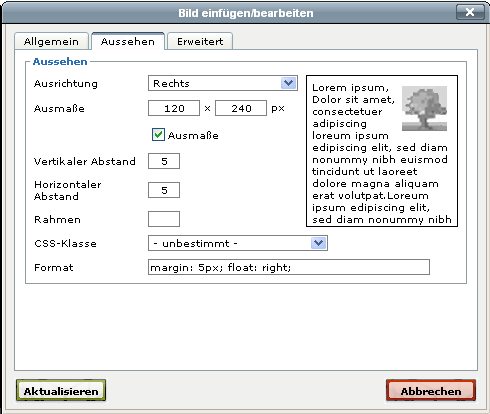 Bild einfügen/bearbeiten
Allgemein Aussehen Erweitert
Aussehen
Ausrichtung Rechts
Ausmaße 120 x 240 px
Ausmaße
Vertikaler Abstand 5
Horizontaler
Abstand 5
Rahmen
CSS-Klasse - unbestimmt -
Format margin: 5px; float: right;
Lorem ipsum,
Dolor sit amet,
consectetuer
adipiscing
loreum ipsum
edipiscing elit, sed diam
nonummy nibh euismod
tincidunt ut laoreet
dolore magna aliquam
erat volutpat.Loreum
ipsum edipiscing elit,
sed diam nonummy nibh
Aktualisieren Abbrechen